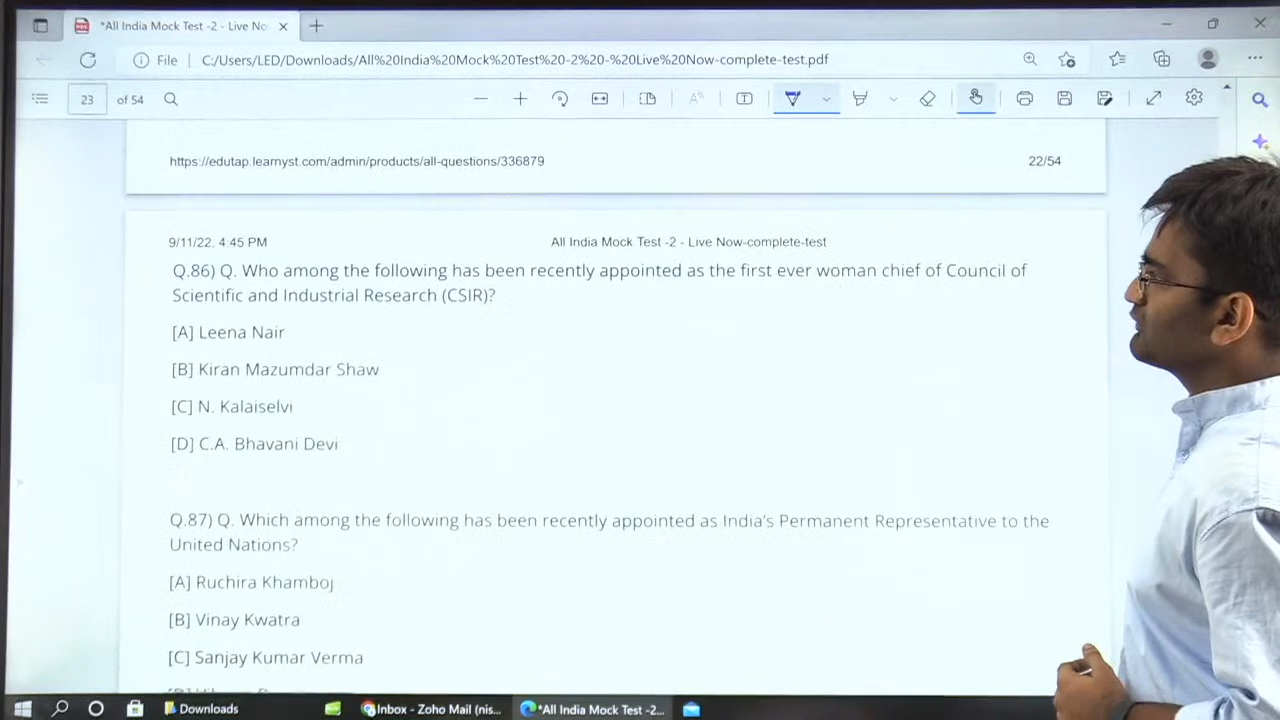 *All India Mock Test -2 - Live No
File
C:/Users/LED/Downloads/All%20India%20Mock%20Test%20-2%20-%20Live%20Now-complete-test.pdf
23 of 54
https://edutap.learnyst.com/admin/products/all-questions/336879 22/54
9/11/22, 4:45 PM All India Mock Test -2 - Live Now-complete-test
Q.86) Q. Who among the following has been recently appointed as the first ever woman chief of Council of
Scientific and Industrial Research (CSIR)?
[A] Leena Nair
[B] Kiran Mazumdar Shaw
[C] N. Kalaiselvi
[D] C.A. Bhavani Devi
Q.87) Q. Which among the following has been recently appointed as India's Permanent Representative to the
United Nations?
[A] Ruchira Khamboj
[B] Vinay Kwatra
[C] Sanjay Kumar Verma
Downloads Inbox - Zoho Mail (nis... *All India Mock Test -2...